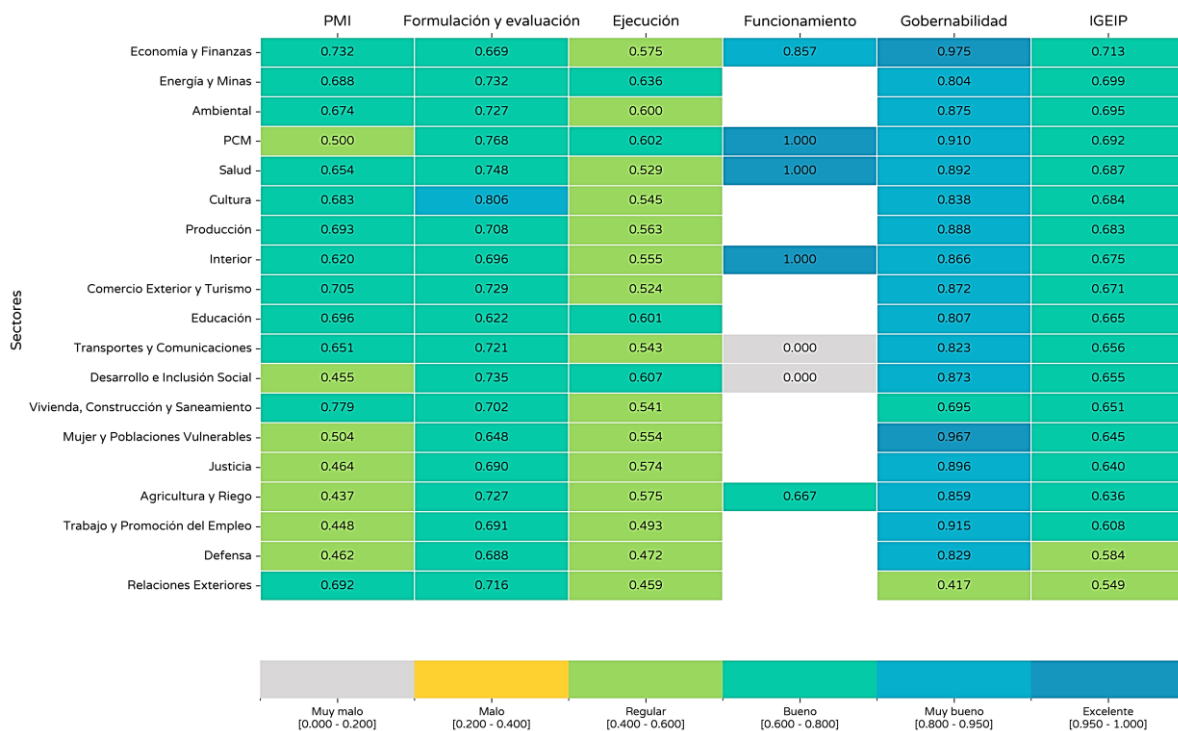 PMI Formulación y evaluación Ejecución Funcionamiento Gobernabilidad IGEIP
Sectores
Economía y Finanzas 0.732 0.669 0.575 0.857 0.975 0.713
Energía y Minas 0.688 0.732 0.636 0.804 0.699
Ambiental 0.674 0.727 0.600 0.875 0.695
PCM 0.500 0.768 0.602 1.000 0.910 0.692
Salud 0.654 0.748 0.529 1.000 0.892 0.687
Cultura 0.683 0.806 0.545 0.838 0.684
Producción 0.693 0.708 0.563 0.888 0.683
Interior 0.620 0.696 0.555 1.000 0.866 0.675
Comercio Exterior y Turismo 0.705 0.729 0.524 0.872 0.671
Educación 0.696 0.622 0.601 0.807 0.665
Transportes y Comunicaciones 0.651 0.721 0.543 0.000 0.823 0.656
Desarrollo e Inclusión Social 0.455 0.735 0.607 0.000 0.873 0.655
Vivienda, Construcción y Saneamiento 0.779 0.702 0.541 0.695 0.651
Mujer y Poblaciones Vulnerables 0.504 0.648 0.554 0.967 0.645
Justicia 0.464 0.690 0.574 0.896 0.640
Agricultura y Riego 0.437 0.727 0.575 0.667 0.859 0.636
Trabajo y Promoción del Empleo 0.448 0.691 0.493 0.915 0.608
Defensa 0.462 0.688 0.472 0.829 0.584
Relaciones Exteriores 0.692 0.716 0.459 0.417 0.549
Muy malo Malo Regular Bueno Muy bueno Excelente
[0.000 - 0.200] [0.200 - 0.400] [0.400 - 0.600] [0.600 - 0.800] [0.800 - 0.950] [0.950 - 1.000]